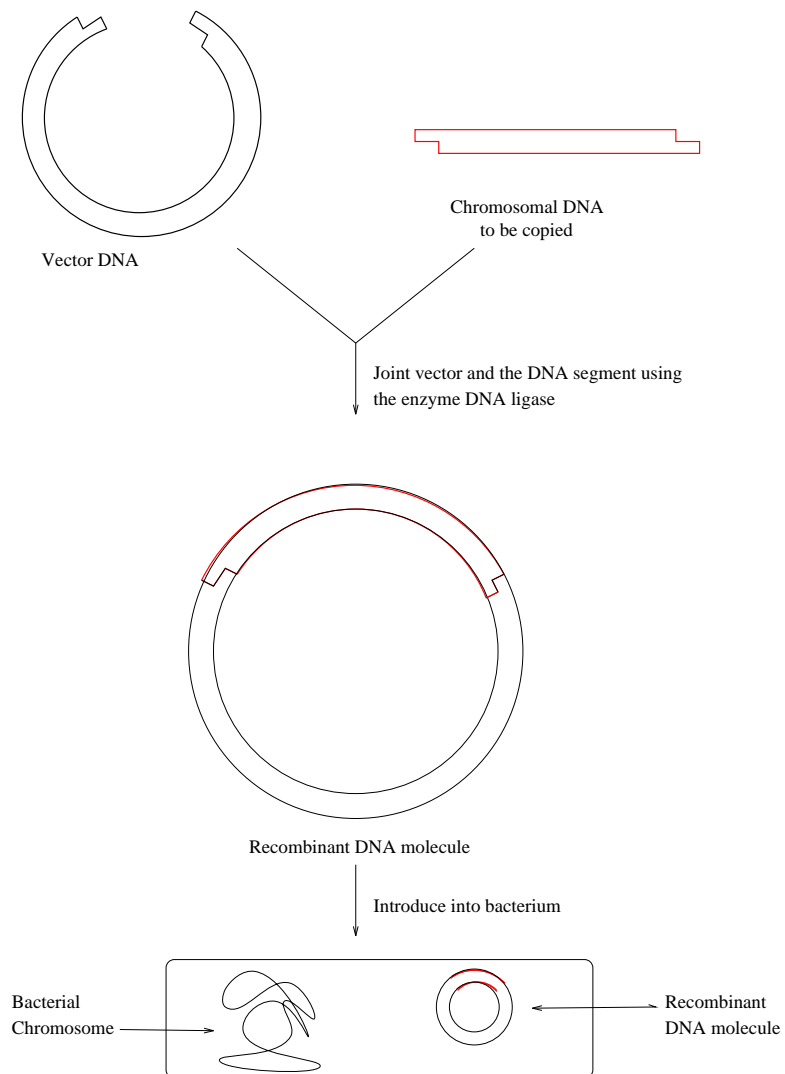 Vector DNA
Chromosomal DNA
to be copied
Joint vector and the DNA segment using
the enzyme DNA ligase
Recombinant DNA molecule
Introduce into bacterium
Bacterial
Chromosome
Recombinant
DNA molecule